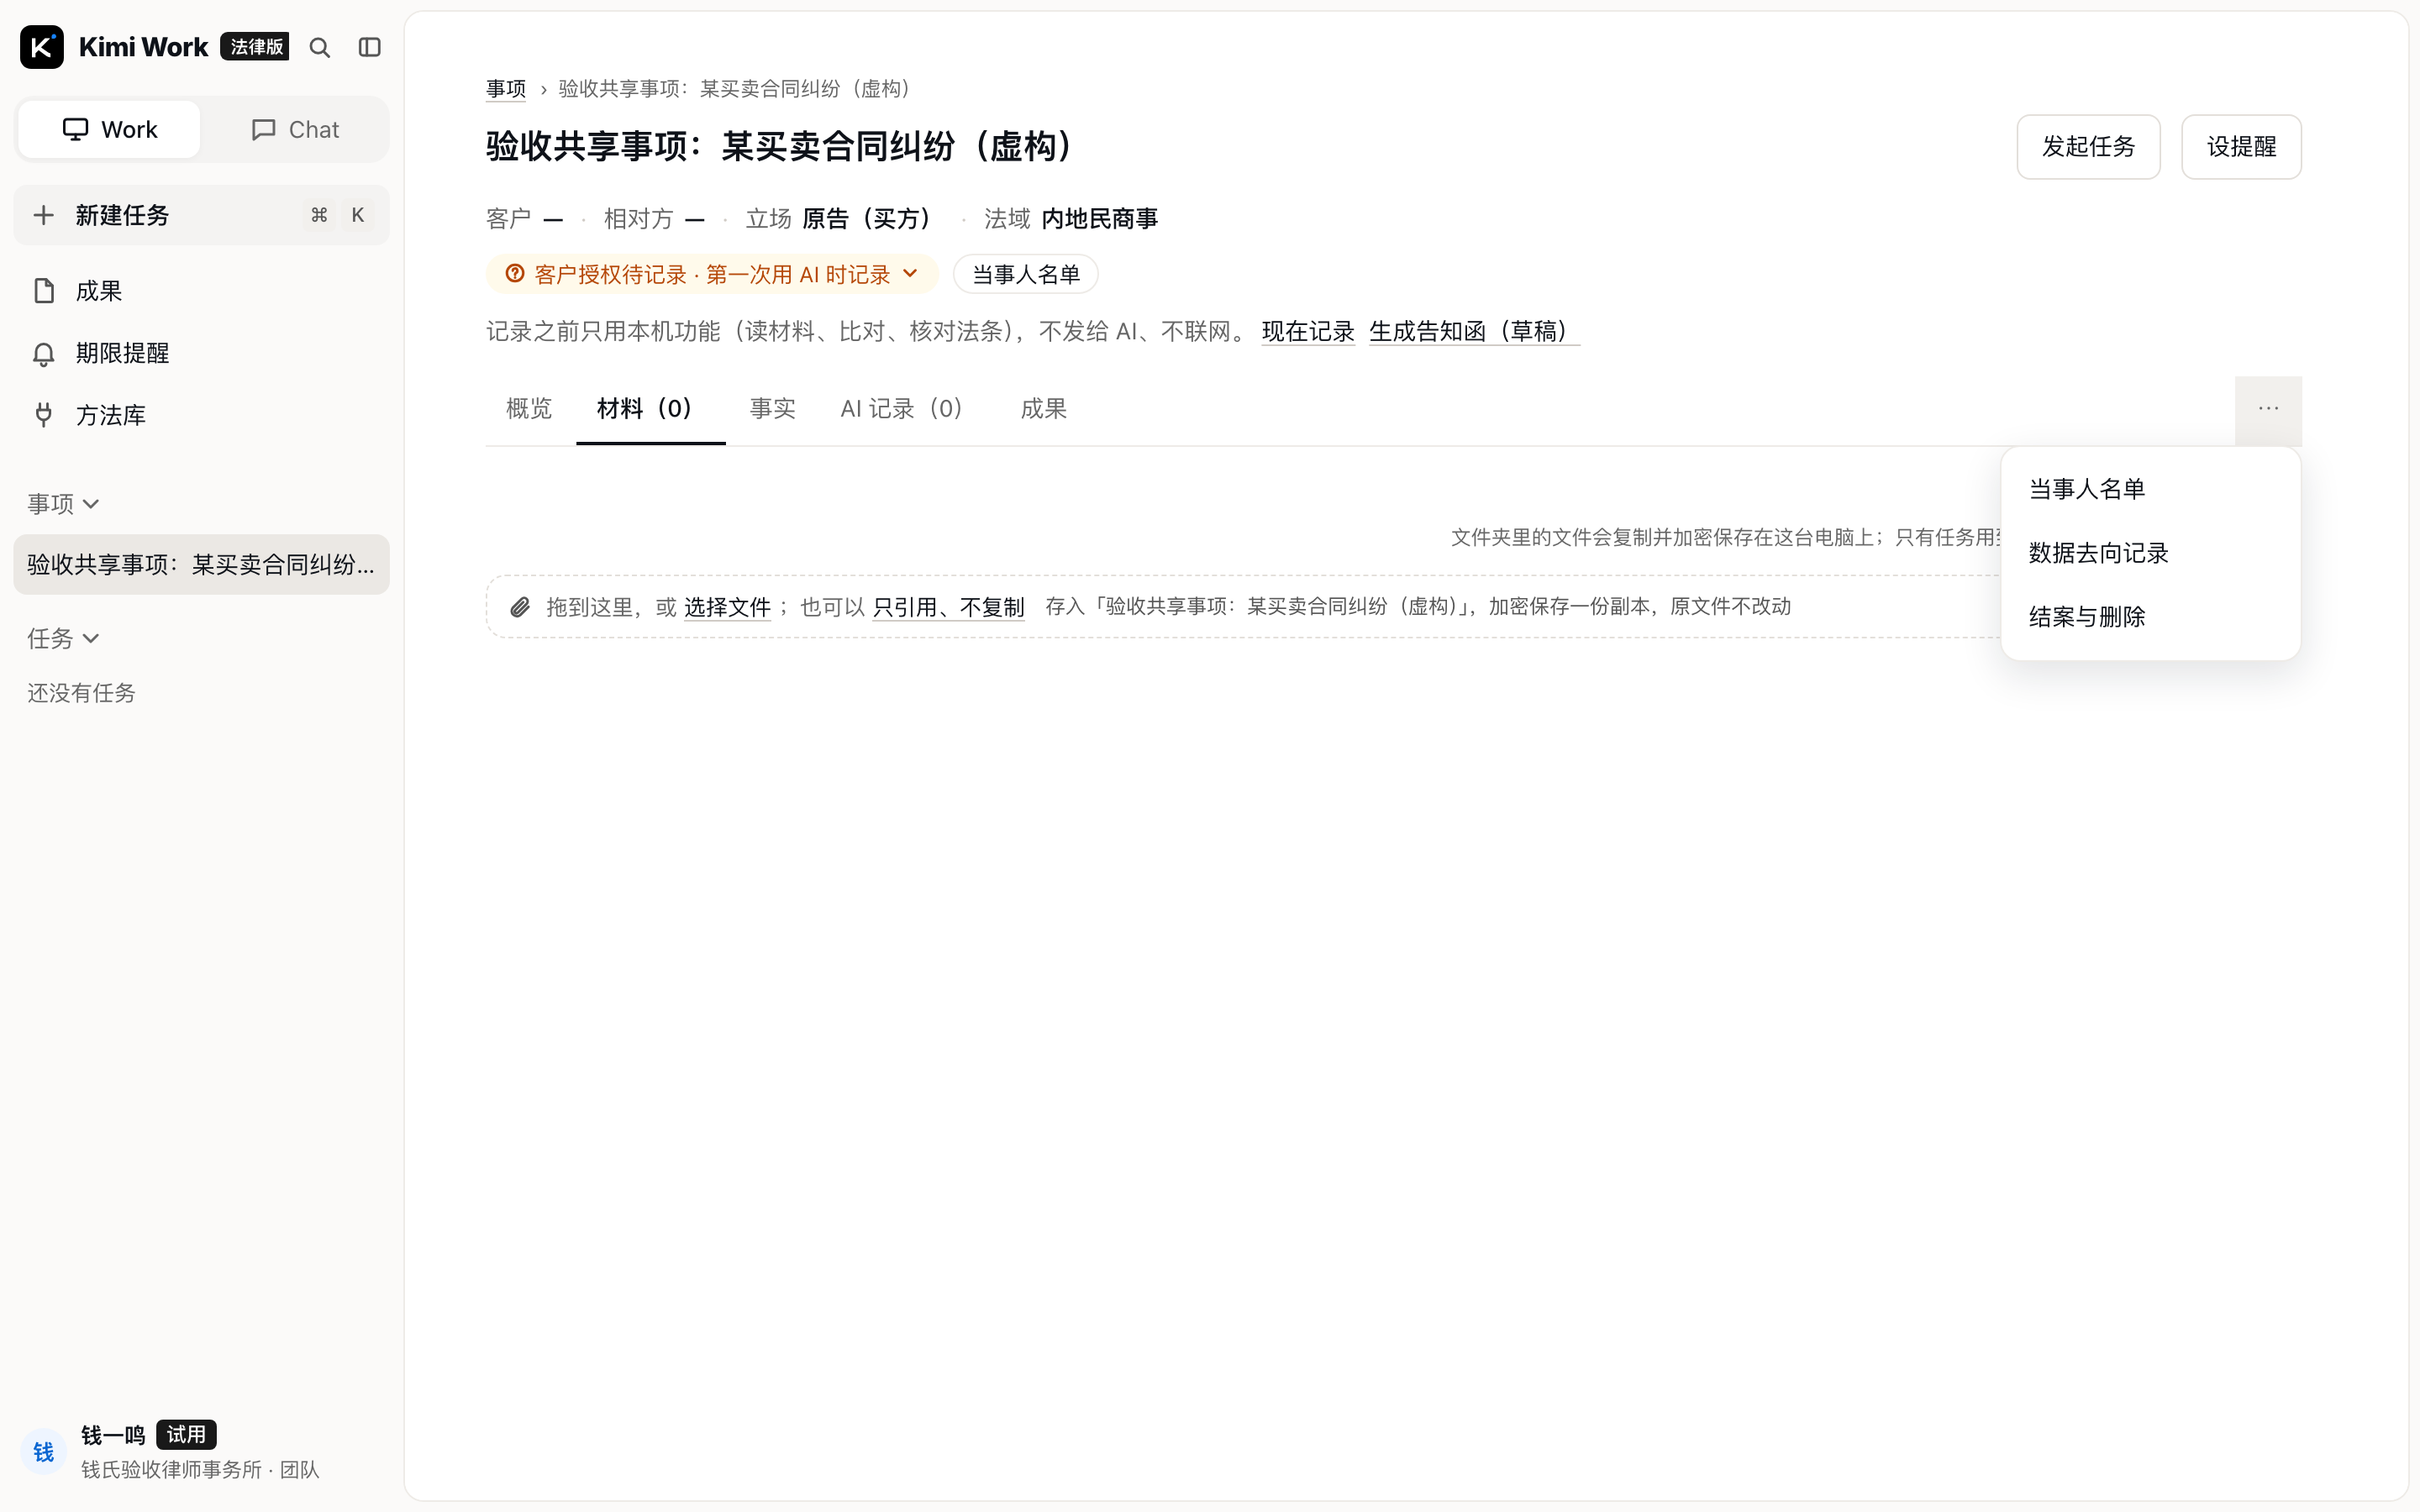 Kimi Work 法律版
Work
Chat
新建任务 ⌘ K
成果
期限提醒
方法库
事项
验收共享事项：某买卖合同纠纷...
任务
还没有任务
钱
钱一鸣 试用
钱氏验收律师事务所 · 团队
事项 › 验收共享事项：某买卖合同纠纷（虚构）
验收共享事项：某买卖合同纠纷（虚构）
发起任务
设提醒
客户 — · 相对方 — · 立场 原告（买方） · 法域 内地民商事
客户授权待记录 · 第一次用 AI 时记录
当事人名单
记录之前只用本机功能（读材料、比对、核对法条），不发给 AI、不联网。 现在记录 生成告知函（草稿）
概览 材料（0） 事实 AI 记录（0） 成果 ···
当事人名单
数据去向记录
结案与删除
文件夹里的文件会复制并加密保存在这台电脑上；只有任务用
拖到这里，或 选择文件 ；也可以 只引用、不复制 存入「验收共享事项：某买卖合同纠纷（虚构）」，加密保存一份副本，原文件不改动